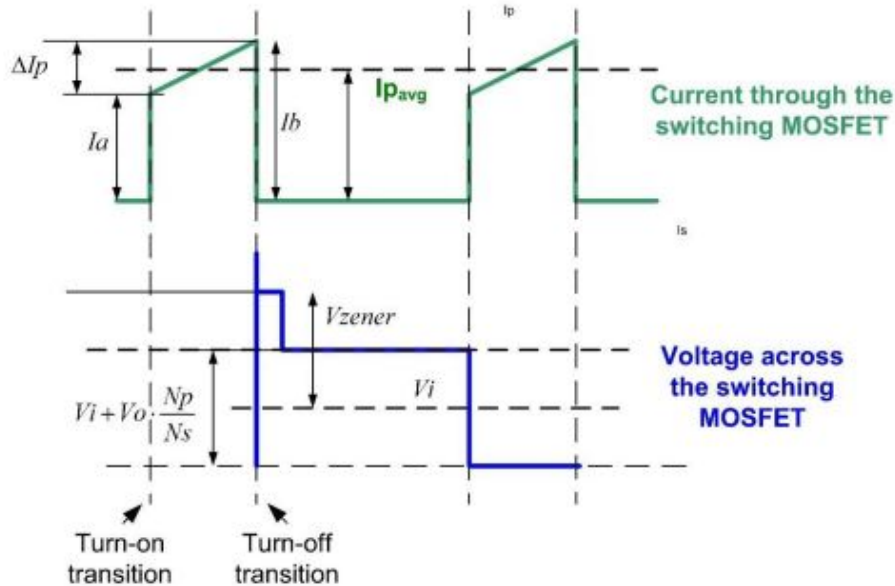 Ip
ΔIp
Ipavg
Ia
Ib
Current through the
switching MOSFET
Is
Vzener
Vi
Vi+Vo·Np/Ns
Voltage across
the switching
MOSFET
Turn-on
transition
Turn-off
transition